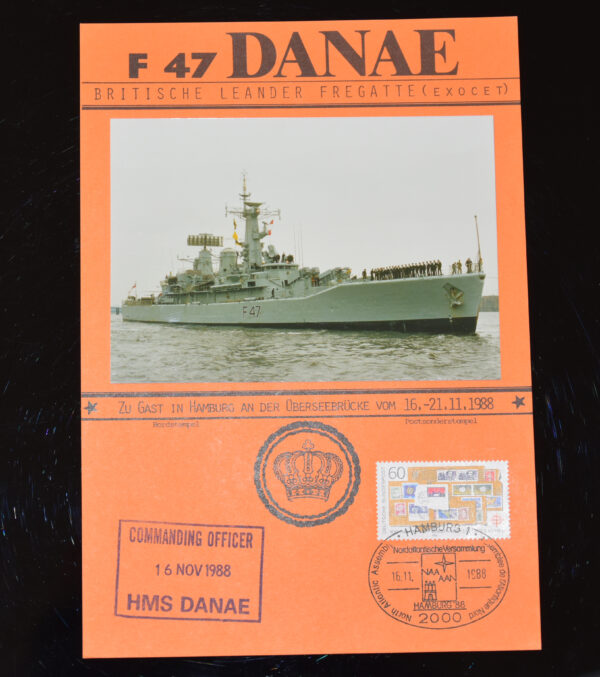 F 47 DANAE
BRITISCHE LEANDER FREGATTE (EXOCET)
F 47
ZU GAST IN HAMBURG AN DER ÜBERSEEBRÜCKE VOM 16.-21.11.1988
Bordstempel
Postsonderstempel
60
COMMANDING OFFICER
16 NOV 1988
HMS DANAE
HAMBURG 1
Nordatlantische Versammlung
North Atlantic Assembly
16.11. 1988
NAA
AAN
HAMBURG '88
2000